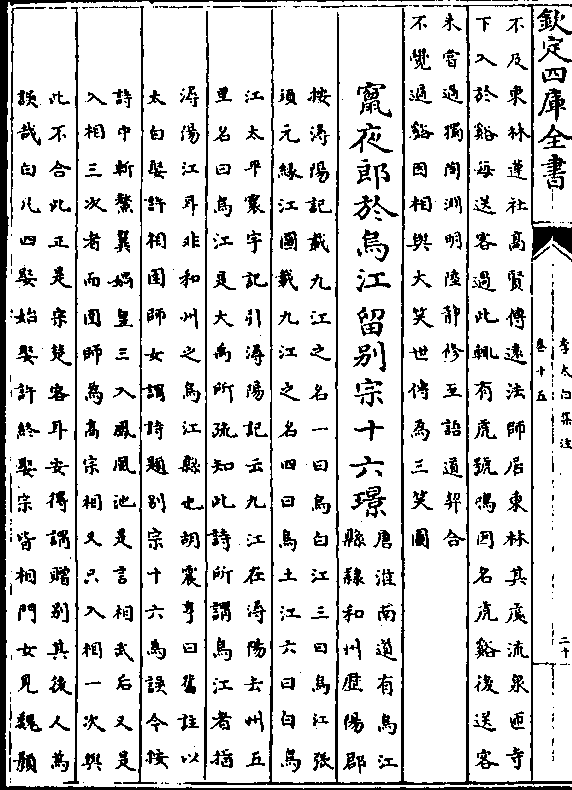 欽定四庫全書
李太白集注
卷十五
二十
不及東林蓮社高賢傳遠法師居東林其處流泉匝寺
下入於谿每送客過此輒有虎號鳴因名虎谿後送客
未嘗過獨陶淵明陸靜修至語道契合
不覺過谿因相與大笑世傳為三笑圖
竄夜郎於烏江留别宗十六璟
唐淮南道有烏江
縣隸和州歴陽郡
按潯陽記載九江之名一曰烏白江三曰烏江張
須元緣江圖載九江之名四曰烏土江六曰白烏
江太平寰宇記引潯陽記云九江在潯陽去州五
里名曰烏江是大禹所疏知此詩所謂烏江者指
潯陽江耳非和州之烏江縣也胡震亨曰舊註以
太白娶許相圉師女謂詩題别宗十六為誤今按
詩中斬鰲翼媧皇三入鳳凰池是言相武后又是
入相三次者而圉師為高宗相又只入相一次與
此不合此正是宗楚客耳安得謂贈别其後人為
誤哉白凡四娶始娶許終娶宗皆相門女見魏顥